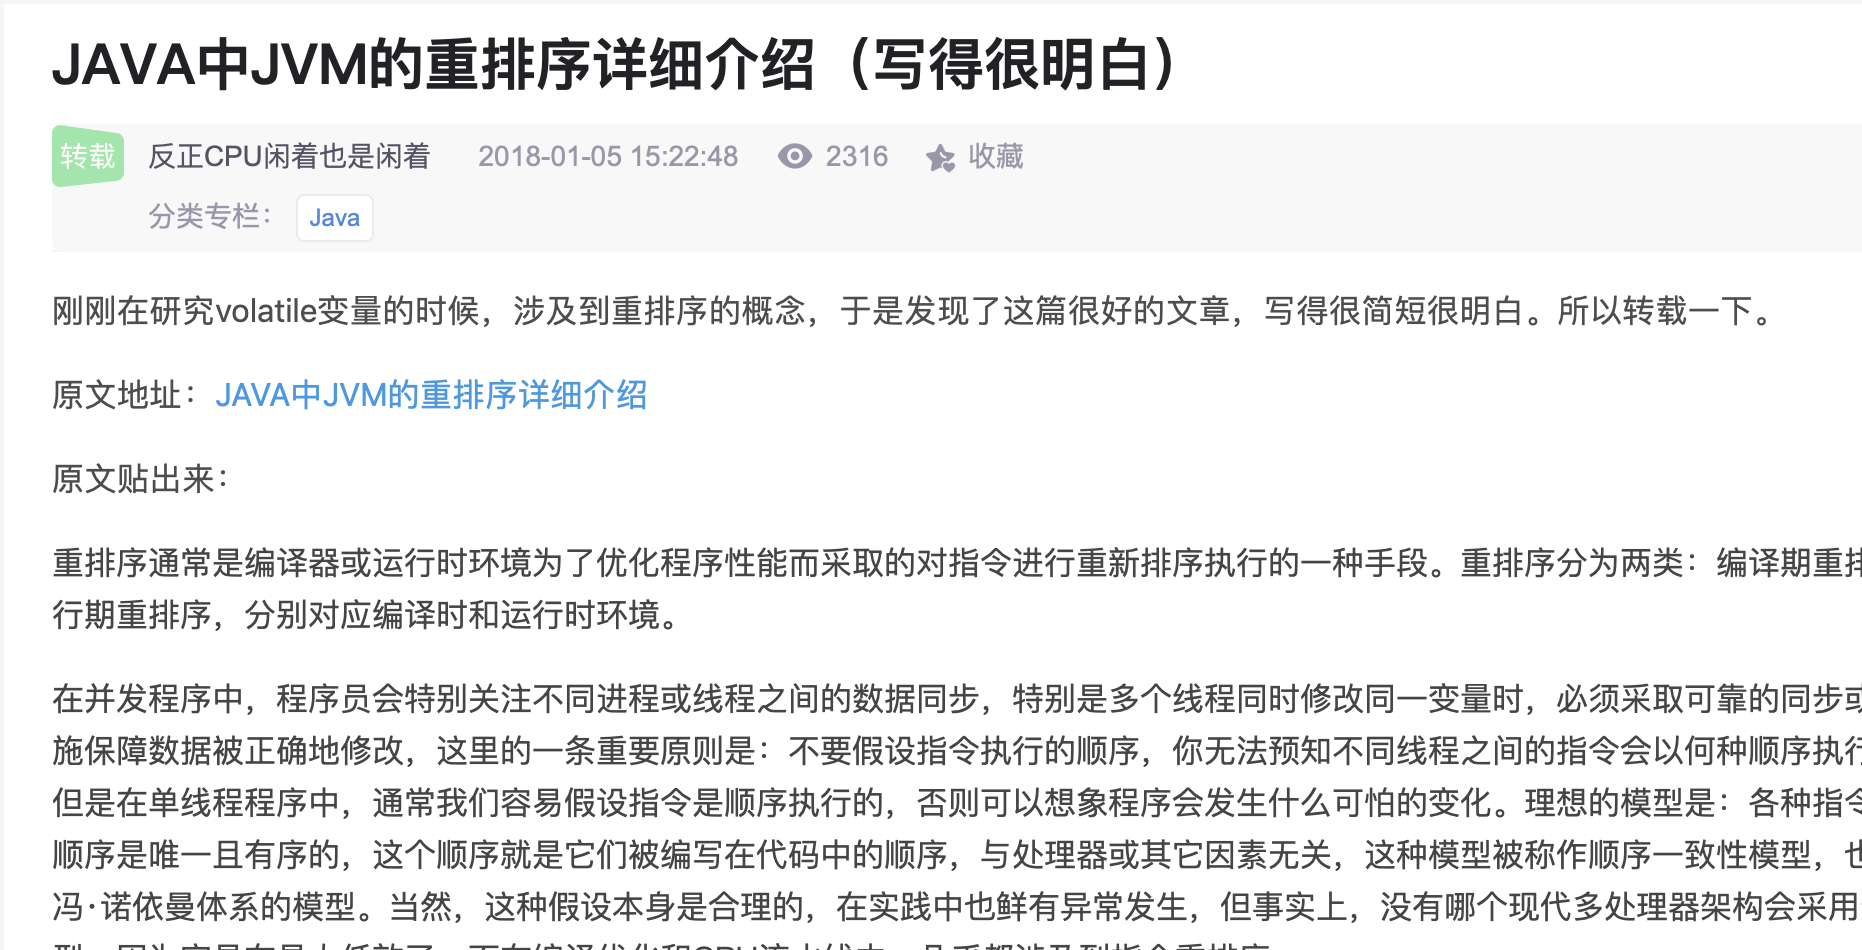 JAVA中JVM的重排序详细介绍（写得很明白）
转载 反正CPU闲着也是闲着 2018-01-05 15:22:48 2316 收藏
分类专栏： Java
刚刚在研究volatile变量的时候，涉及到重排序的概念，于是发现了这篇很好的文章，写得很简短很明白。所以转载一下。
原文地址：JAVA中JVM的重排序详细介绍
原文贴出来：
重排序通常是编译器或运行时环境为了优化程序性能而采取的对指令进行重新排序执行的一种手段。重排序分为两类：编译期重排
行期重排序，分别对应编译时和运行时环境。
在并发程序中，程序员会特别关注不同进程或线程之间的数据同步，特别是多个线程同时修改同一变量时，必须采取可靠的同步或
施保障数据被正确地修改，这里的一条重要原则是：不要假设指令执行的顺序，你无法预知不同线程之间的指令会以何种顺序执行
但是在单线程程序中，通常我们容易假设指令是顺序执行的，否则可以想象程序会发生什么可怕的变化。理想的模型是：各种指令
顺序是唯一且有序的，这个顺序就是它们被编写在代码中的顺序，与处理器或其它因素无关，这种模型被称作顺序一致性模型，也
冯·诺依曼体系的模型。当然，这种假设本身是合理的，在实践中也鲜有异常发生，但事实上，没有哪个现代多处理器架构会采用